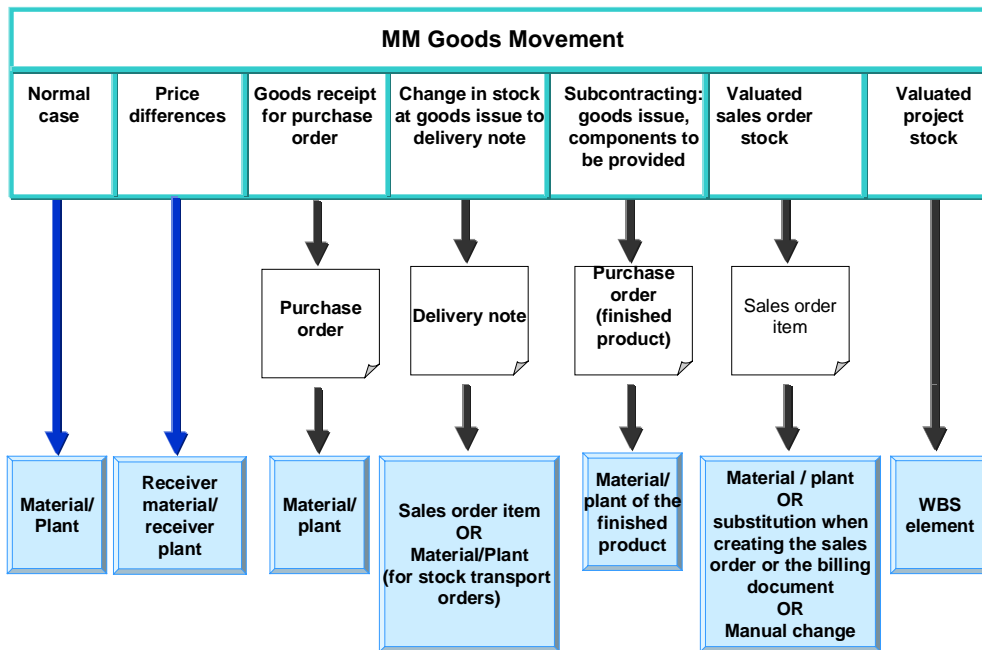 MM Goods Movement
Normal
case
Price
differences
Goods receipt
for purchase
order
Change in stock
at goods issue to
delivery note
Subcontracting:
goods issue,
components to
be provided
Valuated
sales order
stock
Valuated
project
stock
Purchase
order
Delivery note
Purchase
order
(finished
product)
Sales order
item
Material/
Plant
Receiver
material/
receiver
plant
Material/
plant
Sales order item
OR
Material/Plant
(for stock transport
orders)
Material/
plant of the
finished
product
Material / plant
OR
substitution when
creating the sales
order or the billing
document
OR
Manual change
WBS
element